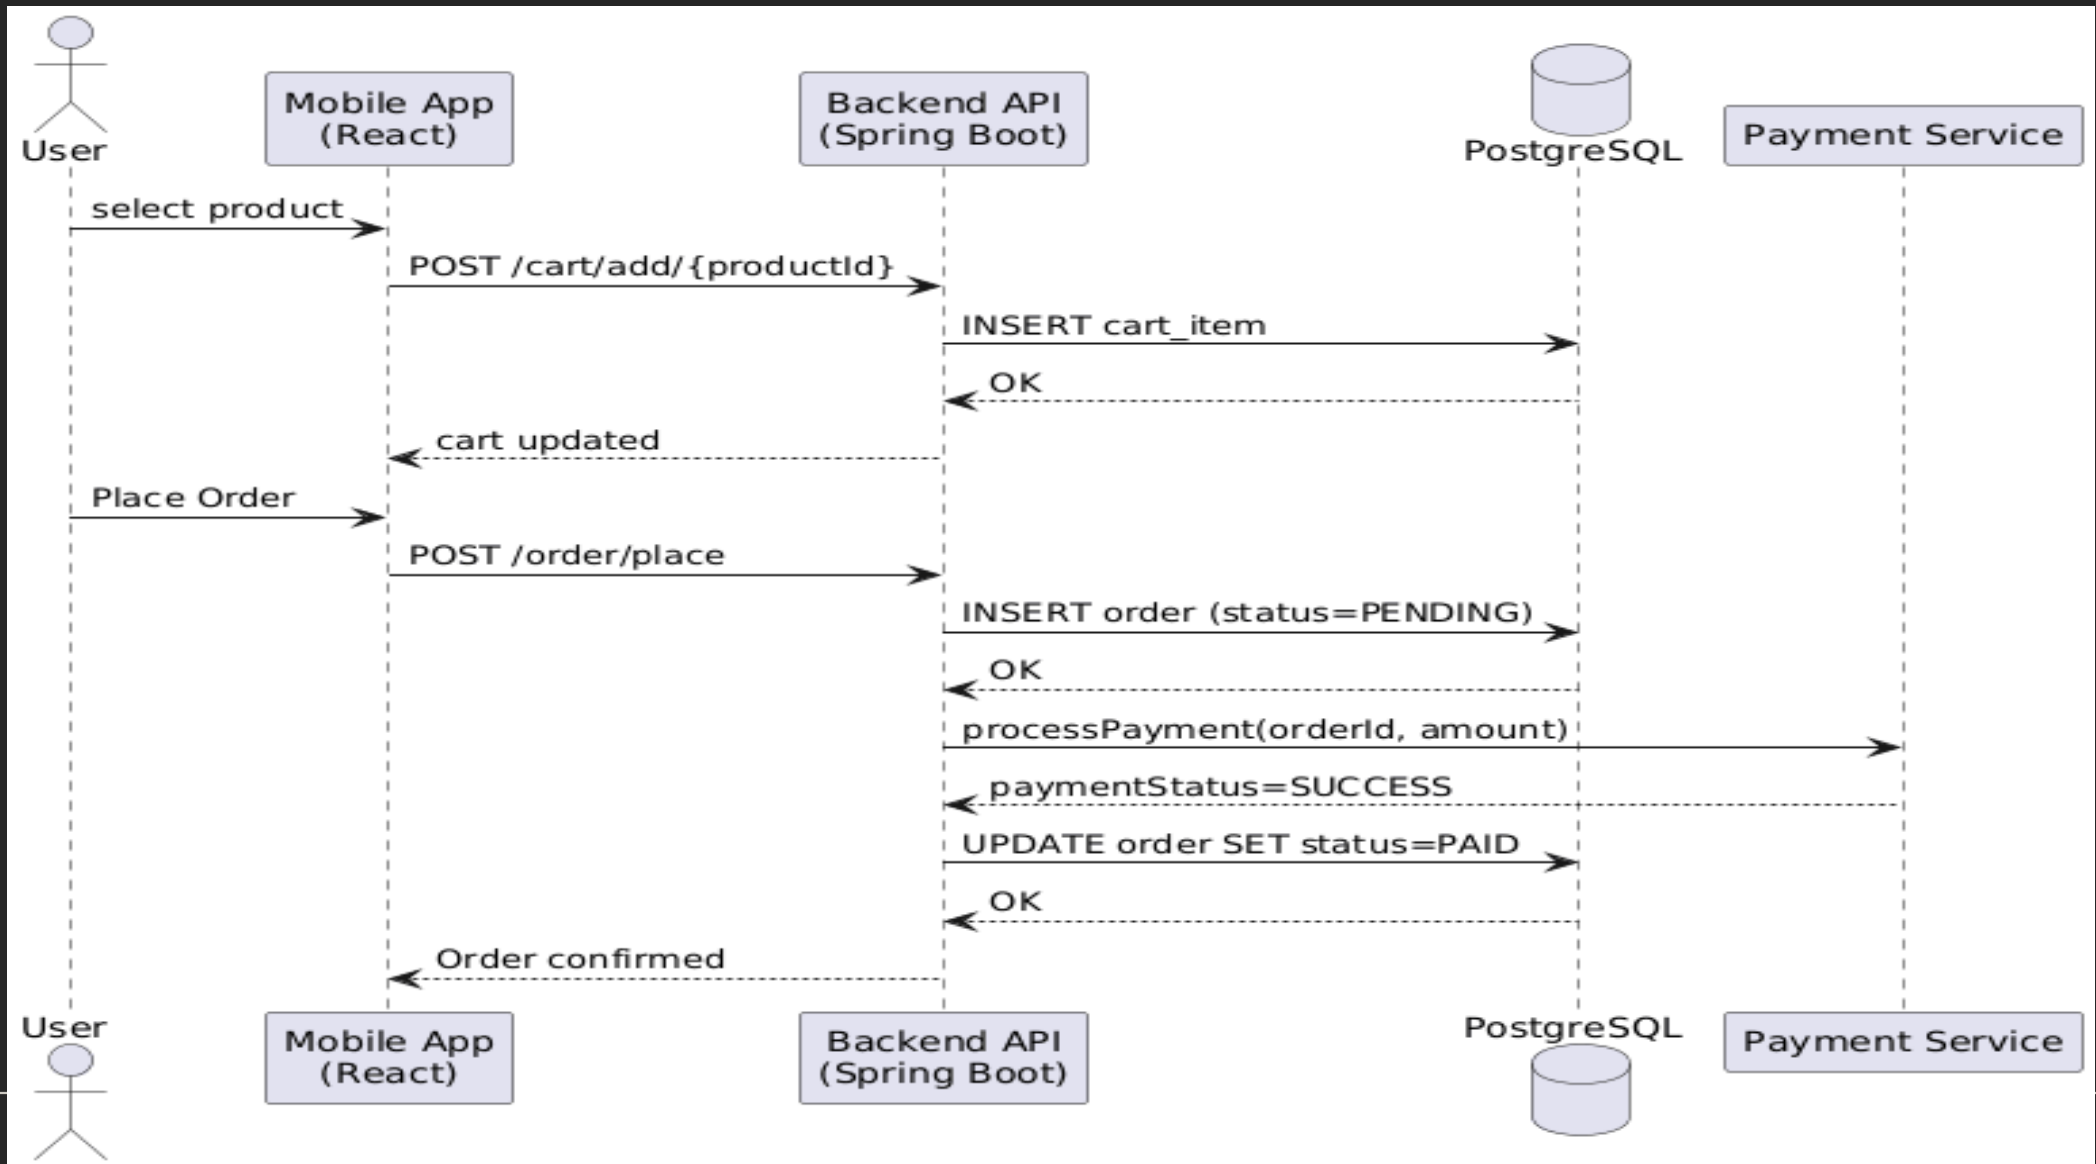 Mobile App
(React)
Backend API
(Spring Boot)
Payment Service
User
PostgreSQL
select product
POST /cart/add/{productId}
INSERT cart_item
OK
cart updated
Place Order
POST /order/place
INSERT order (status=PENDING)
OK
processPayment(orderId, amount)
paymentStatus=SUCCESS
UPDATE order SET status=PAID
OK
Order confirmed
User
PostgreSQL
Mobile App
(React)
Backend API
(Spring Boot)
Payment Service